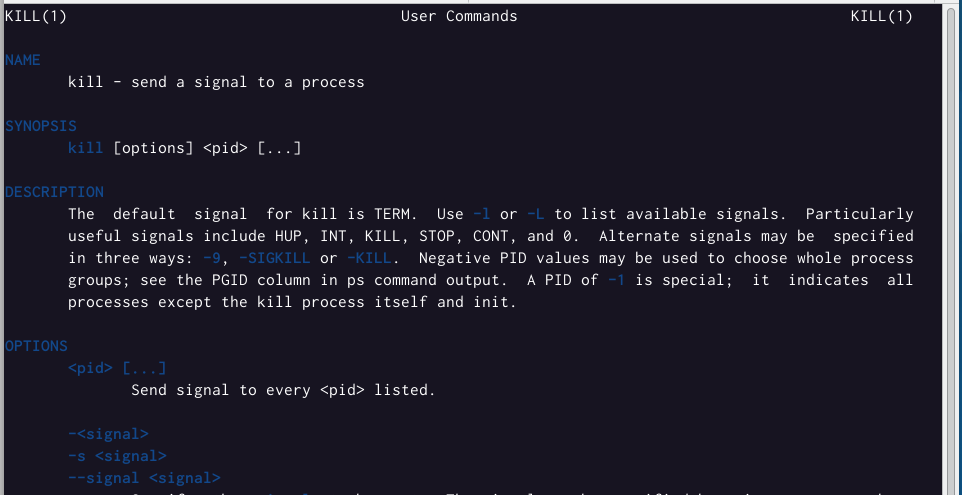 KILL(1) User Commands KILL(1)
NAME
kill - send a signal to a process
SYNOPSIS
kill [options] <pid> [...]
DESCRIPTION
The default signal for kill is TERM. Use -l or -L to list available signals. Particularly
useful signals include HUP, INT, KILL, STOP, CONT, and 0. Alternate signals may be specified
in three ways: -9, -SIGKILL or -KILL. Negative PID values may be used to choose whole process
groups; see the PGID column in ps command output. A PID of -1 is special; it indicates all
processes except the kill process itself and init.
OPTIONS
<pid> [...]
Send signal to every <pid> listed.
-<signal>
-s <signal>
--signal <signal>